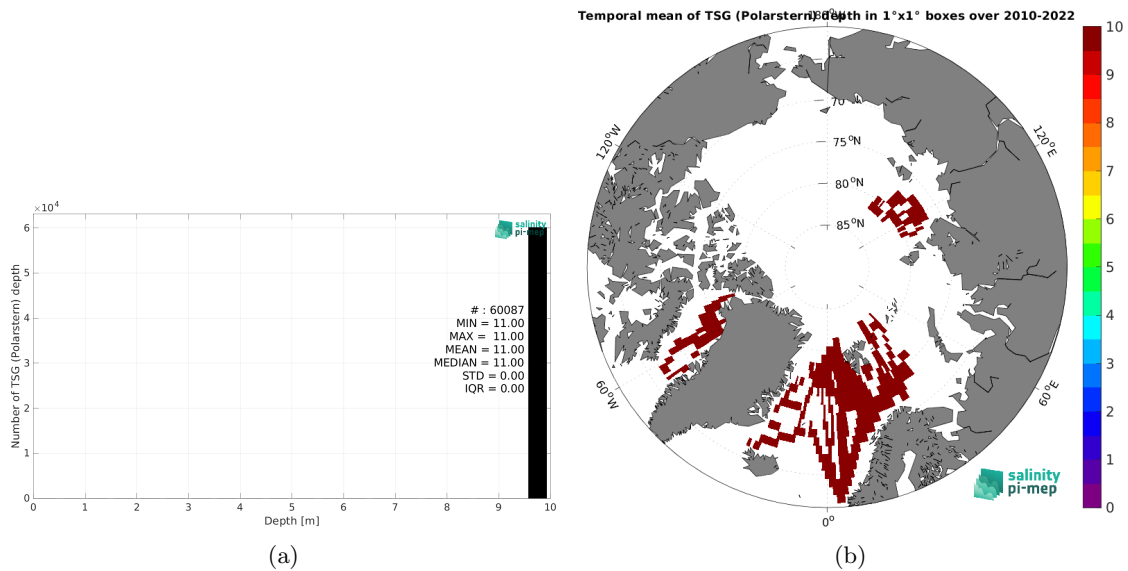 ×10⁴
6
5
4
3
2
1
0
Number of TSG (Polarstern) depth
salinity
pi-mep
# : 60087
MIN = 11.00
MAX = 11.00
MEAN = 11.00
MEDIAN = 11.00
STD = 0.00
IQR = 0.00
0 1 2 3 4 5 6 7 8 9 10
Depth [m]
(a)
Temporal mean of TSG (Polarstern) depth in 1°x1° boxes over 2010-2022
180°W
120°W
120°E
70°N
75°N
80°N
85°N
60°W
60°E
0°
10
9
8
7
6
5
4
3
2
1
0
salinity
pi-mep
(b)